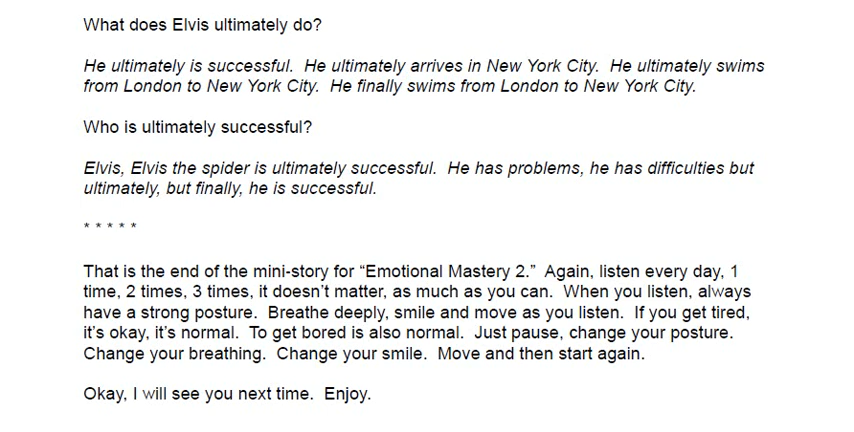 What does Elvis ultimately do?
He ultimately is successful.  He ultimately arrives in New York City.  He ultimately swims
from London to New York City.  He finally swims from London to New York City.
Who is ultimately successful?
Elvis, Elvis the spider is ultimately successful.  He has problems, he has difficulties but
ultimately, but finally, he is successful.
* * * * *
That is the end of the mini-story for “Emotional Mastery 2.”  Again, listen every day, 1
time, 2 times, 3 times, it doesn’t matter, as much as you can.  When you listen, always
have a strong posture.  Breathe deeply, smile and move as you listen.  If you get tired,
it’s okay, it’s normal.  To get bored is also normal.  Just pause, change your posture.
Change your breathing.  Change your smile.  Move and then start again.
Okay, I will see you next time.  Enjoy.